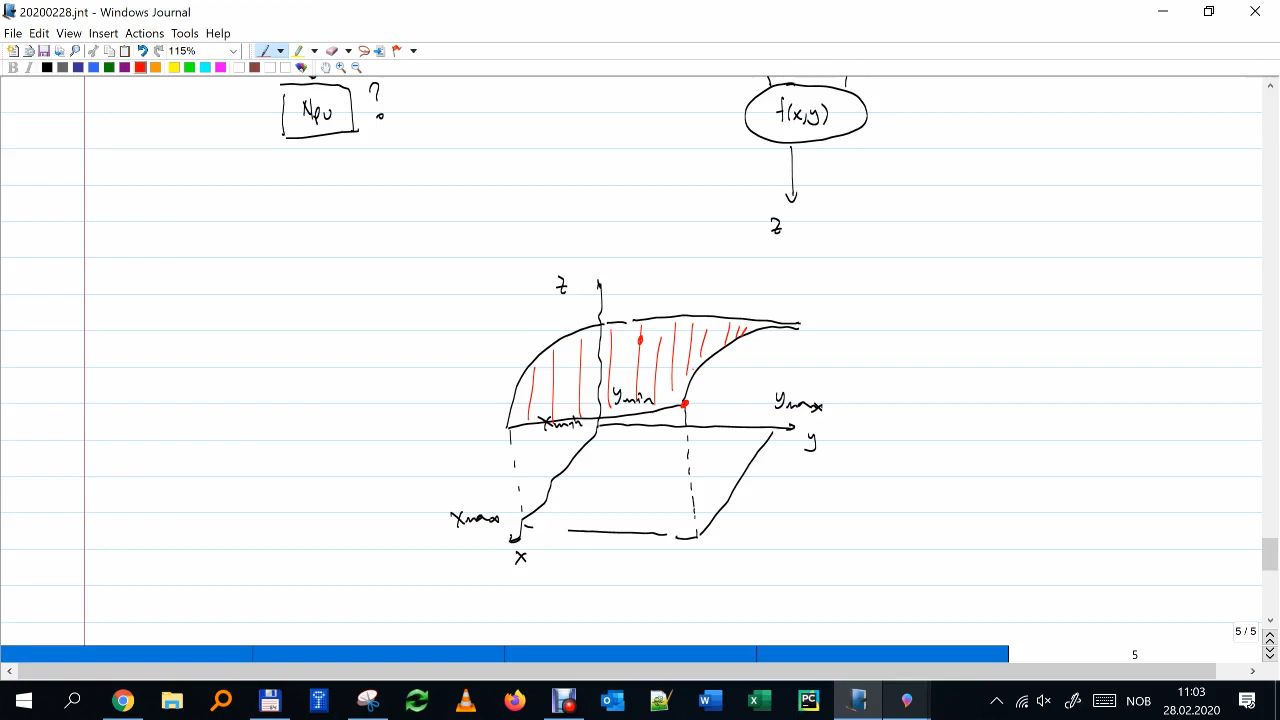 20200228.jnt - Windows Journal
File Edit View Insert Actions Tools Help
115%
B I
?
f(x,y)
z
z
ymin
ymax
xmin
y
xmax
x
5 / 5
5
NOB
11:03
28.02.2020